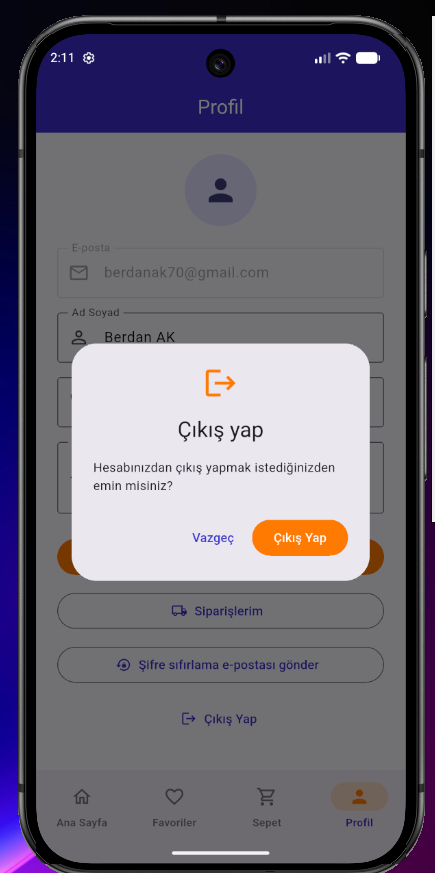 2:11
Profil
E-posta
berdanak70@gmail.com
Ad Soyad
Berdan AK
Çıkış yap
Hesabınızdan çıkış yapmak istediğinizden
emin misiniz?
Vazgeç
Çıkış Yap
Siparişlerim
Şifre sıfırlama e-postası gönder
Çıkış Yap
Ana Sayfa
Favoriler
Sepet
Profil